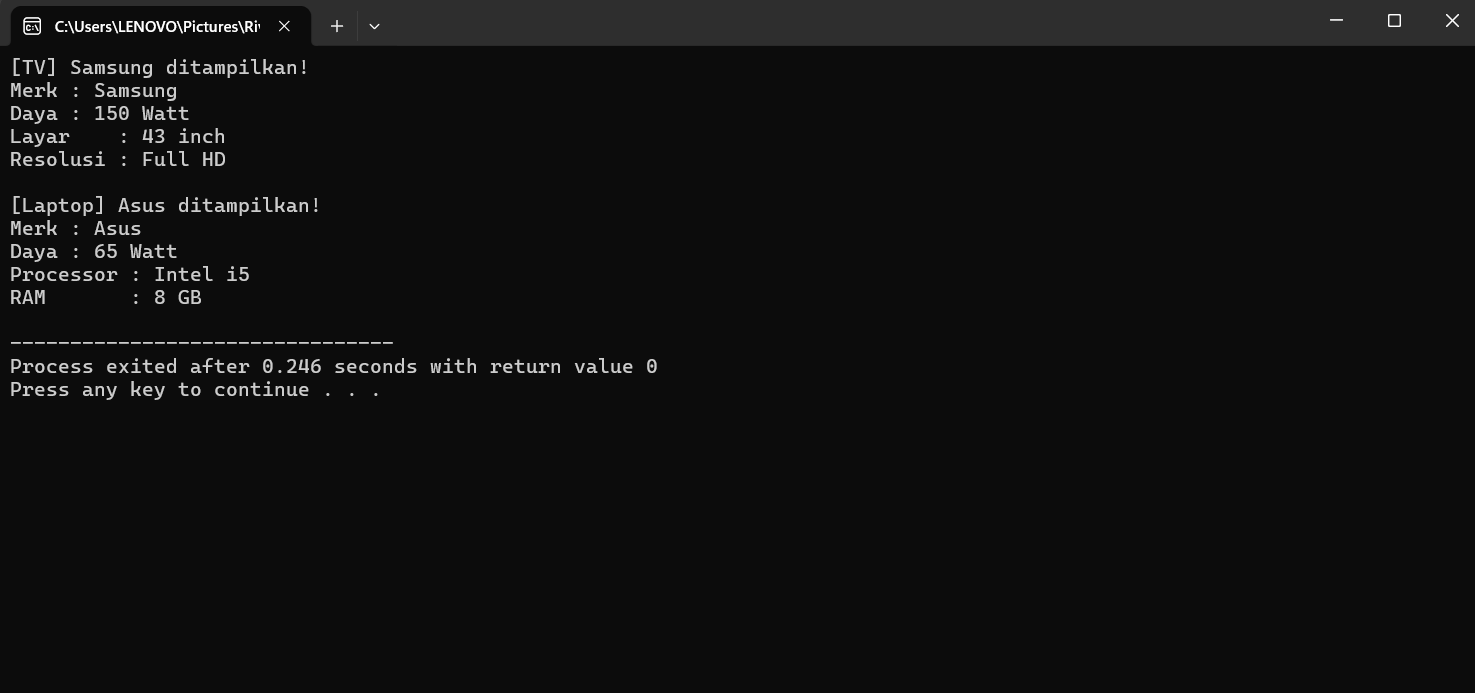 C:\Users\LENOVO\Pictures\Ri
[TV] Samsung ditampilkan!
Merk : Samsung
Daya : 150 Watt
Layar    : 43 inch
Resolusi : Full HD

[Laptop] Asus ditampilkan!
Merk : Asus
Daya : 65 Watt
Processor : Intel i5
RAM       : 8 GB

--------------------------------
Process exited after 0.246 seconds with return value 0
Press any key to continue . . .